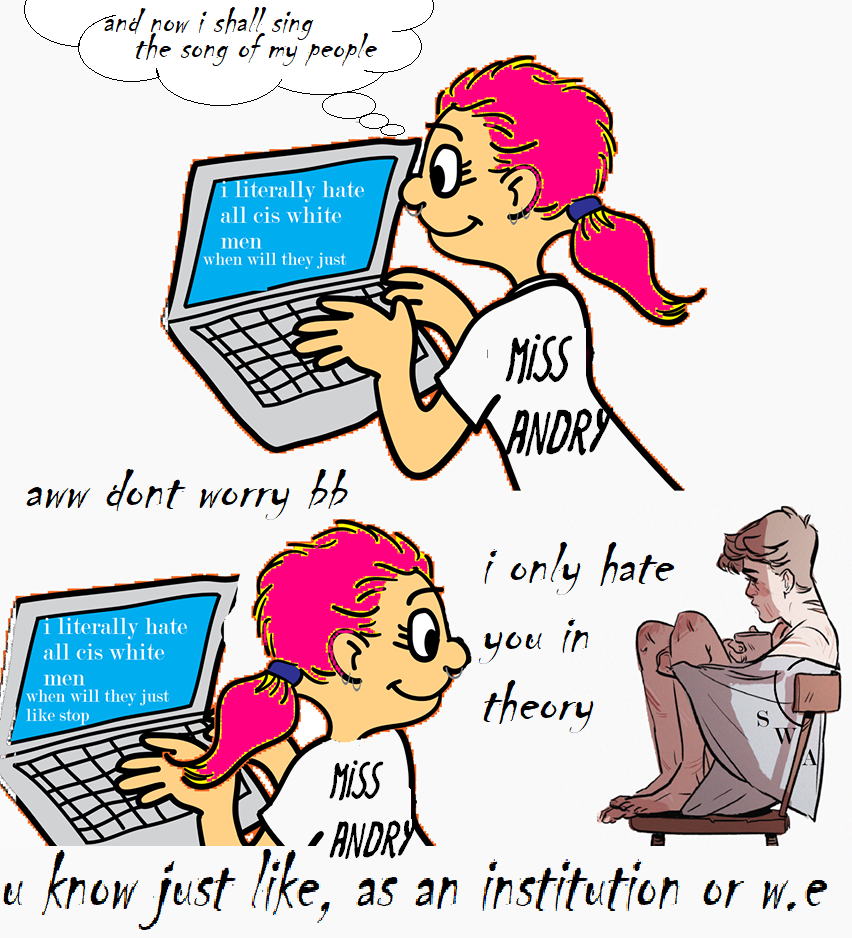 and now i shall sing
the song of my people
i literally hate
all cis white
men
when will they just
MiSS
ANDRY
aww dont worry bb
i only hate
you in
theory
i literally hate
all cis white
men
when will they just
like stop
MiSS
ANDRY
S W A
u know just like, as an institution or w.e